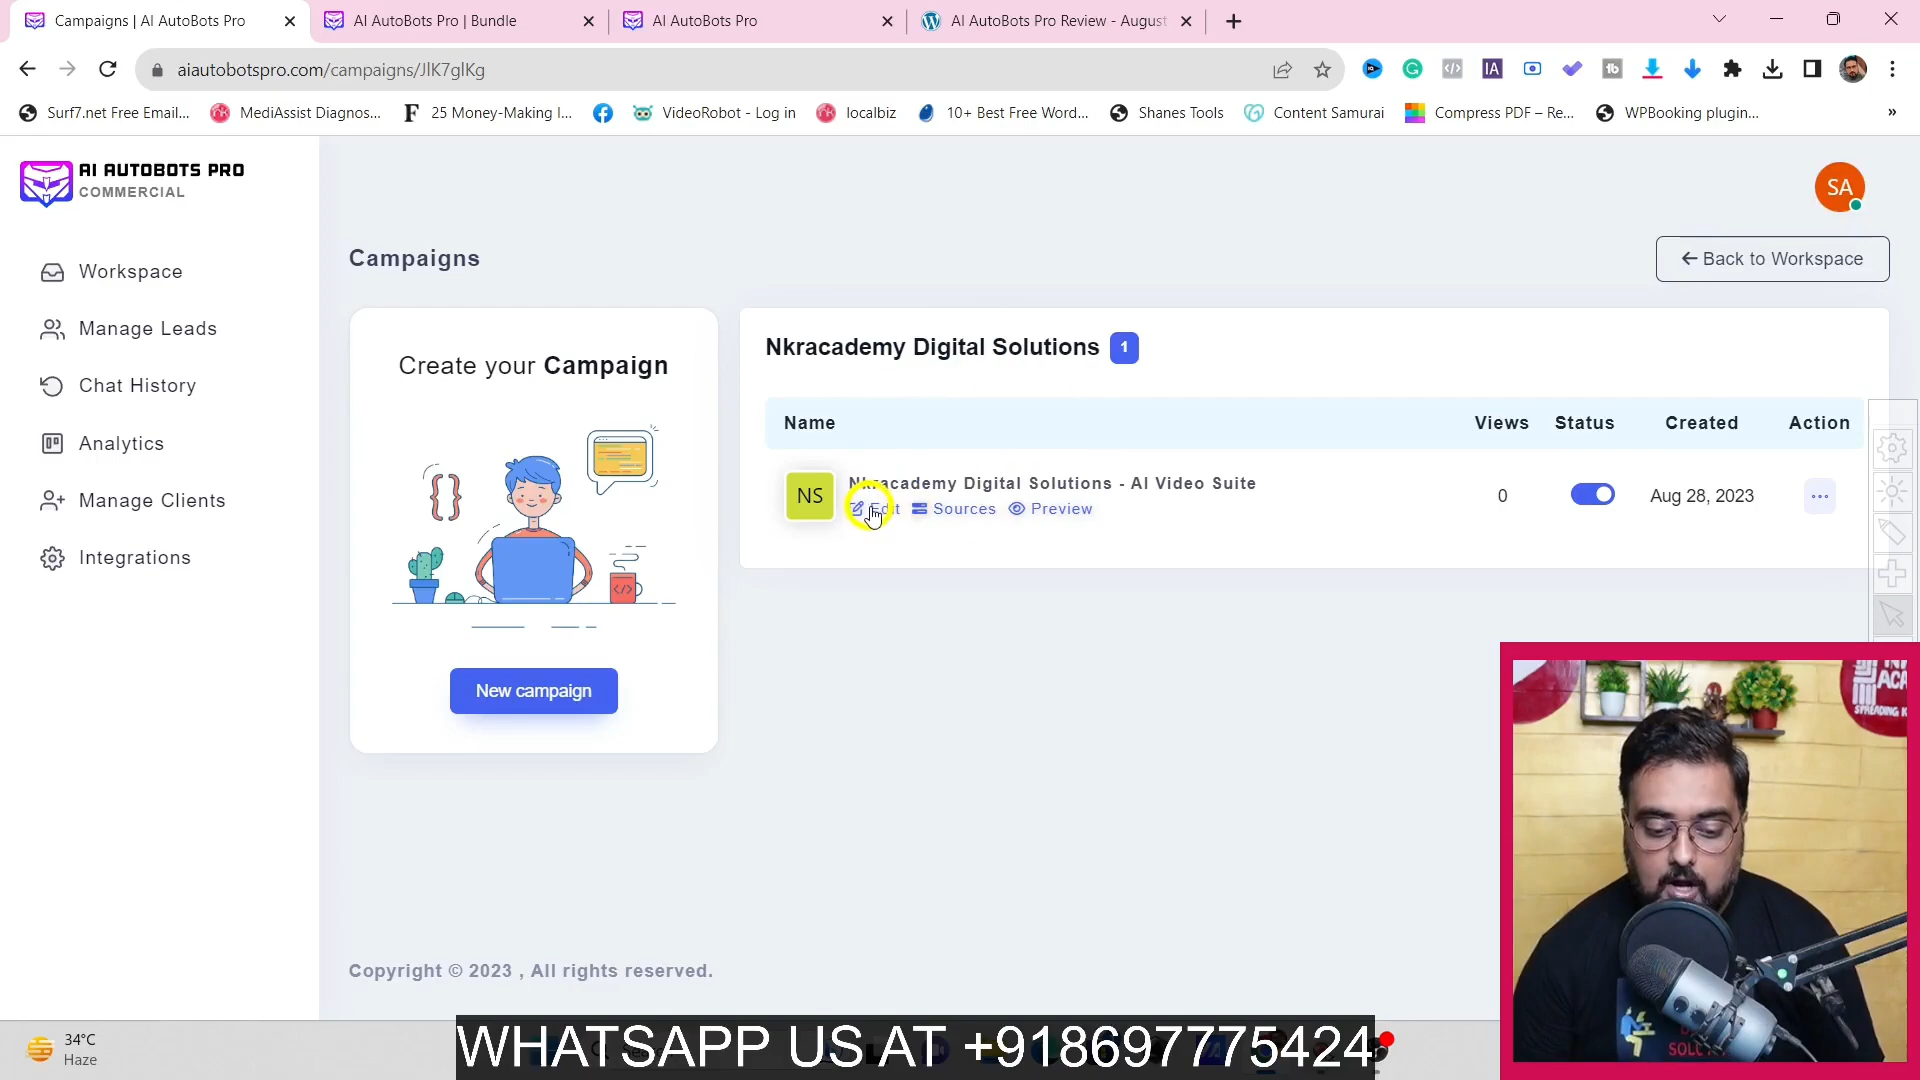 Campaigns | AI AutoBots Pro
AI AutoBots Pro | Bundle
AI AutoBots Pro
AI AutoBots Pro Review - August
aiautobotspro.com/campaigns/JlK7glKg
Surf7.net Free Email...
MediAssist Diagnos...
25 Money-Making I...
VideoRobot - Log in
localbiz
10+ Best Free Word...
Shanes Tools
Content Samurai
Compress PDF – Re...
WPBooking plugin...
»
AI AUTOBOTS PRO
COMMERCIAL
SA
Workspace
Manage Leads
Chat History
Analytics
Manage Clients
Integrations
Campaigns
Back to Workspace
Create your Campaign
New campaign
Nkracademy Digital Solutions 1
Name Views Status Created Action
NS
Nkracademy Digital Solutions - AI Video Suite
Edit Sources Preview
0
Aug 28, 2023
Copyright © 2023 , All rights reserved.
34°C
Haze
WHATSAPP US AT +918697775424